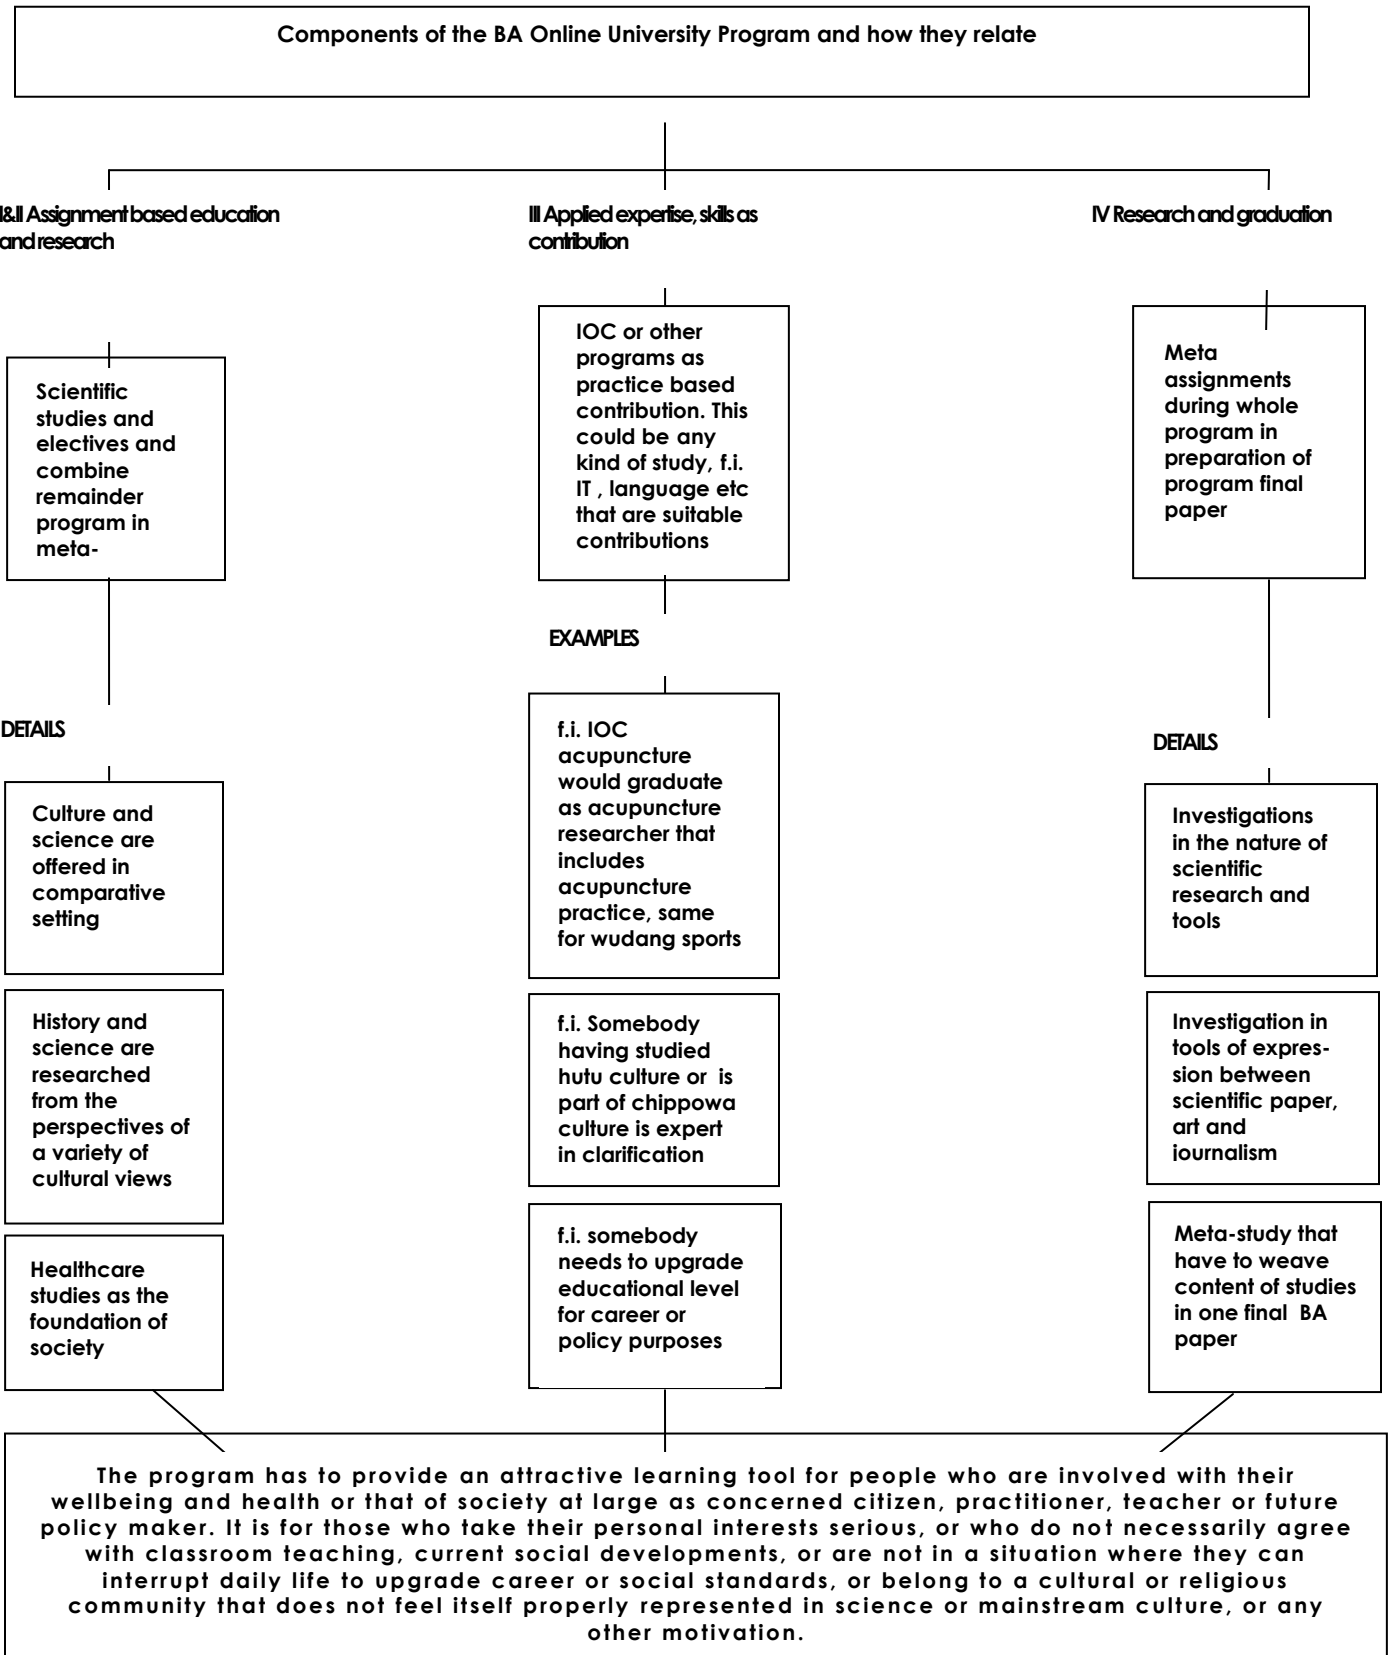 Components of the BA Online University Program and how they relate
I&II Assignment based education
and research
III Applied expertise, skills as
contribution
IV Research and graduation
Scientific
studies and
electives and
combine
remainder
program in
meta-
IOC or other
programs as
practice based
contribution. This
could be any
kind of study, f.i.
IT , language etc
that are suitable
contributions
Meta
assignments
during whole
program in
preparation of
program final
paper
EXAMPLES
DETAILS
DETAILS
Culture and
science are
offered in
comparative
setting
History and
science are
researched
from the
perspectives of
a variety of
cultural views
Healthcare
studies as the
foundation of
society
f.i. IOC
acupuncture
would graduate
as acupuncture
researcher that
includes
acupuncture
practice, same
for wudang sports
f.i. Somebody
having studied
hutu culture or is
part of chippowa
culture is expert
in clarification
f.i. somebody
needs to upgrade
educational level
for career or
policy purposes
Investigations
in the nature of
scientific
research and
tools
Investigation in
tools of expres-
sion between
scientific paper,
art and
journalism
Meta-study that
have to weave
content of studies
in one final BA
paper
The program has to provide an attractive learning tool for people who are involved with their
wellbeing and health or that of society at large as concerned citizen, practitioner, teacher or future
policy maker. It is for those who take their personal interests serious, or who do not necessarily agree
with classroom teaching, current social developments, or are not in a situation where they can
interrupt daily life to upgrade career or social standards, or belong to a cultural or religious
community that does not feel itself properly represented in science or mainstream culture, or any
other motivation.